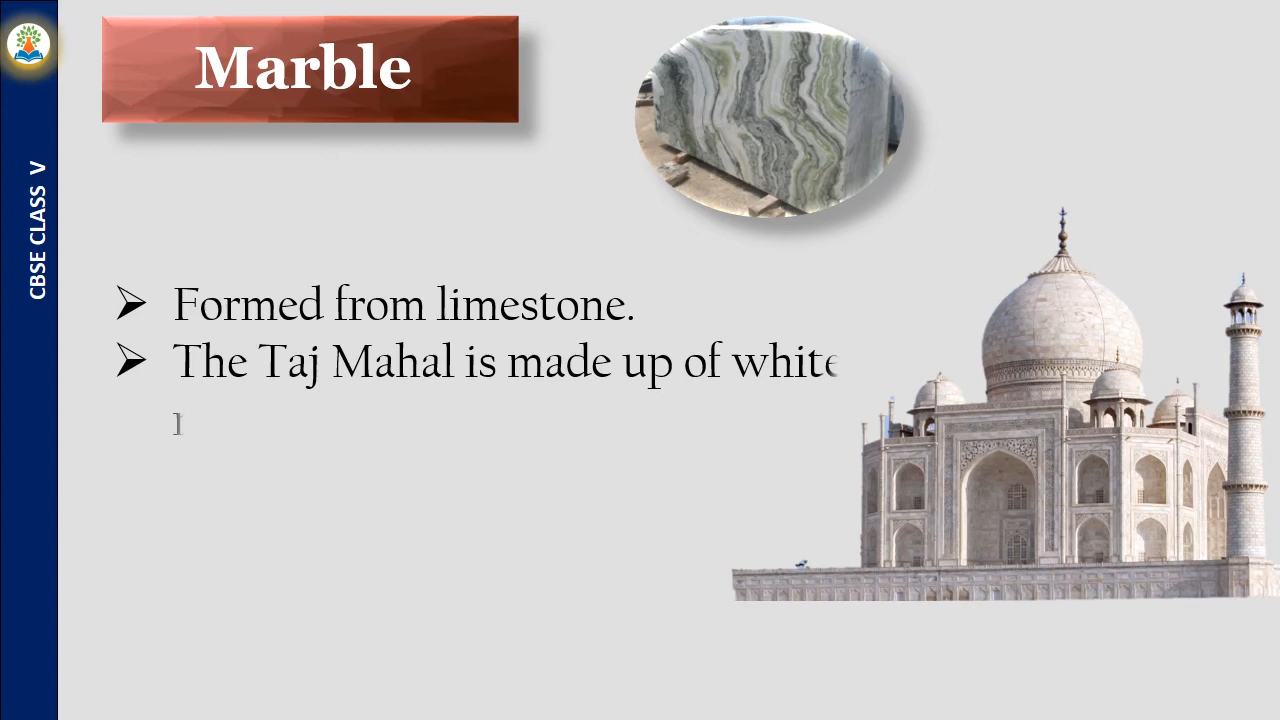 Marble
CBSE CLASS V
➢ Formed from limestone.
➢ The Taj Mahal is made up of white